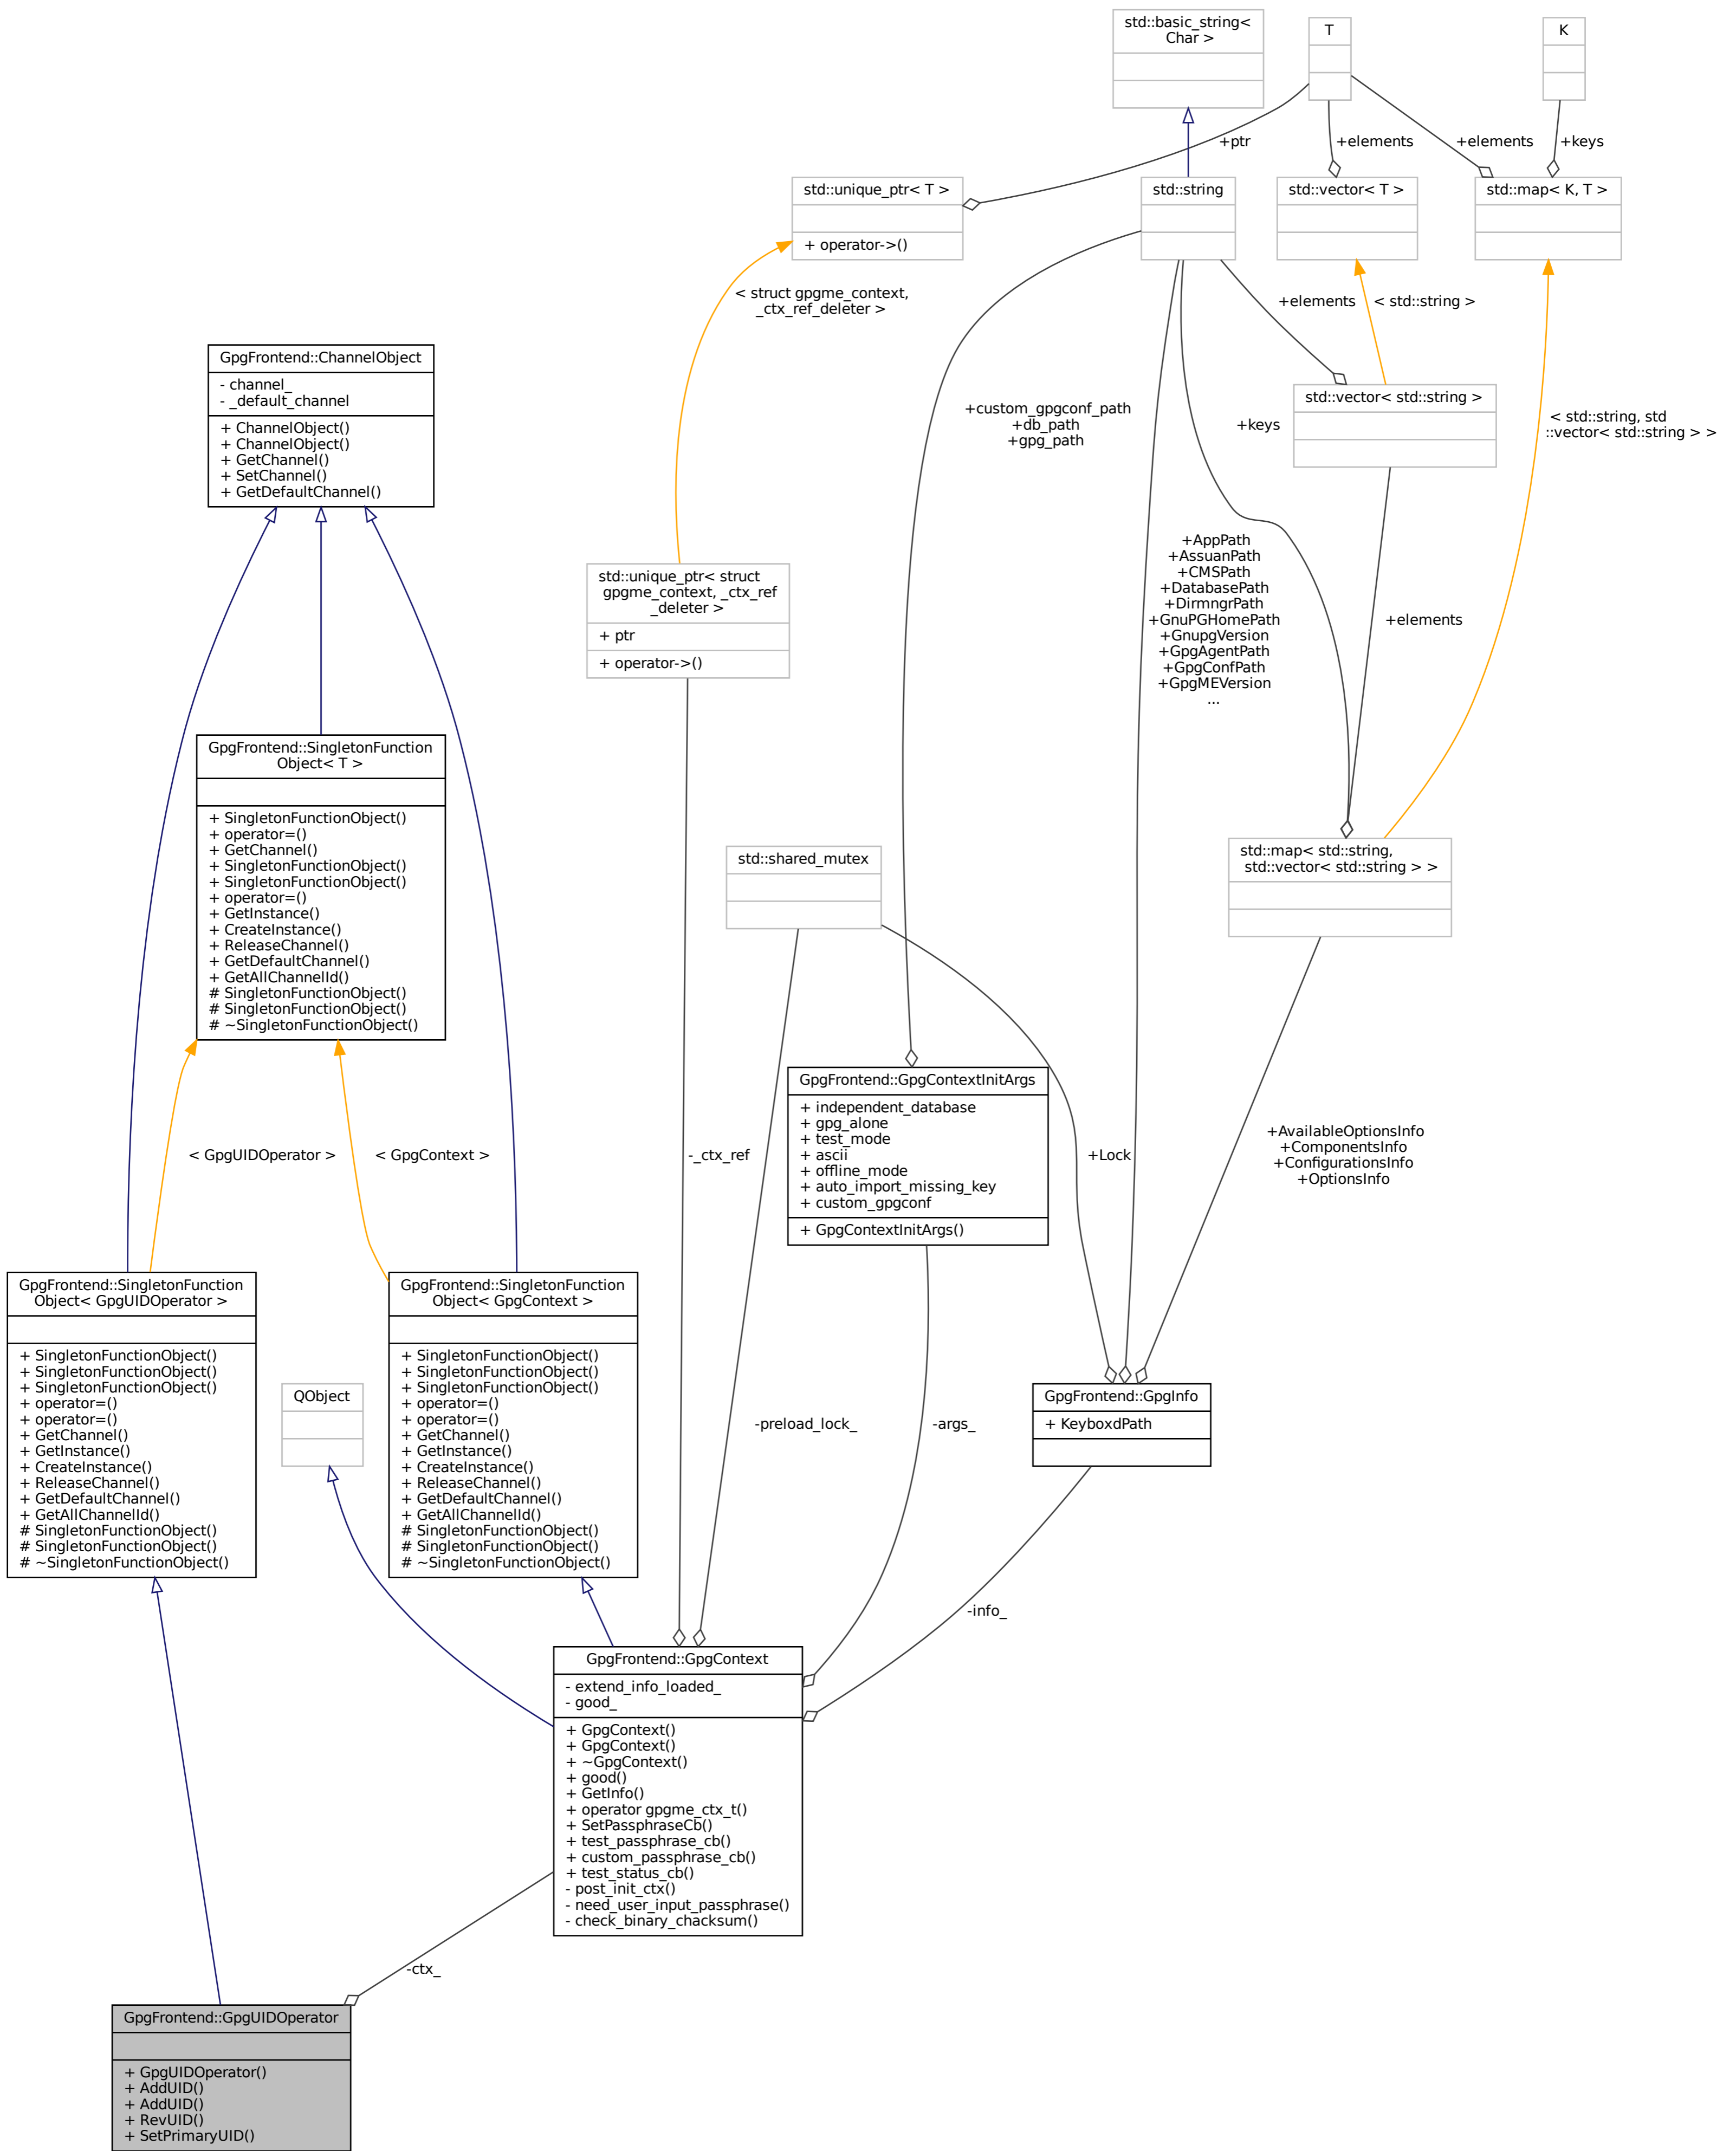 std::basic_string<
Char >
T
K
+ptr
+elements
+elements
+keys
std::unique_ptr< T >
+ operator->()
std::string
std::vector< T >
std::map< K, T >
< struct gpgme_context,
_ctx_ref_deleter >
+elements
< std::string >
GpgFrontend::ChannelObject
- channel_
- _default_channel
+ ChannelObject()
+ ChannelObject()
+ GetChannel()
+ SetChannel()
+ GetDefaultChannel()
+custom_gpgconf_path
+db_path
+gpg_path
+keys
std::vector< std::string >
< std::string, std
::vector< std::string > >
std::unique_ptr< struct
gpgme_context, _ctx_ref
_deleter >
+ ptr
+ operator->()
+AppPath
+AssuanPath
+CMSPath
+DatabasePath
+DirmngrPath
+GnuPGHomePath
+GnupgVersion
+GpgAgentPath
+GpgConfPath
+GpgMEVersion
...
+elements
GpgFrontend::SingletonFunction
Object< T >
+ SingletonFunctionObject()
+ operator=()
+ GetChannel()
+ SingletonFunctionObject()
+ SingletonFunctionObject()
+ operator=()
+ GetInstance()
+ CreateInstance()
+ ReleaseChannel()
+ GetDefaultChannel()
+ GetAllChannelId()
# SingletonFunctionObject()
# SingletonFunctionObject()
# ~SingletonFunctionObject()
std::shared_mutex
std::map< std::string,
std::vector< std::string > >
< GpgUIDOperator >
< GpgContext >
-_ctx_ref
GpgFrontend::GpgContextInitArgs
+ independent_database
+ gpg_alone
+ test_mode
+ ascii
+ offline_mode
+ auto_import_missing_key
+ custom_gpgconf
+ GpgContextInitArgs()
+Lock
+AvailableOptionsInfo
+ComponentsInfo
+ConfigurationsInfo
+OptionsInfo
GpgFrontend::SingletonFunction
Object< GpgUIDOperator >
+ SingletonFunctionObject()
+ SingletonFunctionObject()
+ SingletonFunctionObject()
+ operator=()
+ operator=()
+ GetChannel()
+ GetInstance()
+ CreateInstance()
+ ReleaseChannel()
+ GetDefaultChannel()
+ GetAllChannelId()
# SingletonFunctionObject()
# SingletonFunctionObject()
# ~SingletonFunctionObject()
QObject
GpgFrontend::SingletonFunction
Object< GpgContext >
+ SingletonFunctionObject()
+ SingletonFunctionObject()
+ SingletonFunctionObject()
+ operator=()
+ operator=()
+ GetChannel()
+ GetInstance()
+ CreateInstance()
+ ReleaseChannel()
+ GetDefaultChannel()
+ GetAllChannelId()
# SingletonFunctionObject()
# SingletonFunctionObject()
# ~SingletonFunctionObject()
-preload_lock_
-args_
GpgFrontend::GpgInfo
+ KeyboxdPath
-info_
GpgFrontend::GpgContext
- extend_info_loaded_
- good_
+ GpgContext()
+ GpgContext()
+ ~GpgContext()
+ good()
+ GetInfo()
+ operator gpgme_ctx_t()
+ SetPassphraseCb()
+ test_passphrase_cb()
+ custom_passphrase_cb()
+ test_status_cb()
- post_init_ctx()
- need_user_input_passphrase()
- check_binary_chacksum()
-ctx_
GpgFrontend::GpgUIDOperator
+ GpgUIDOperator()
+ AddUID()
+ AddUID()
+ RevUID()
+ SetPrimaryUID()